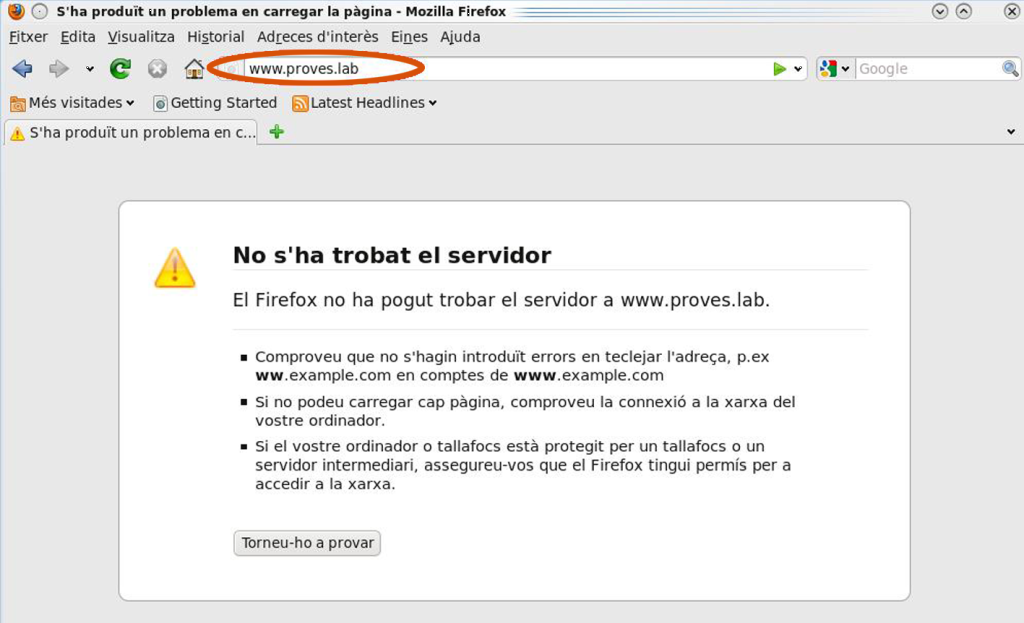 S'ha produït un problema en carregar la pàgina - Mozilla Firefox
Fitxer Edita Visualitza Historial Adreces d'interès Eines Ajuda
www.proves.lab Google
Més visitades Getting Started Latest Headlines
S'ha produït un problema en c...
No s'ha trobat el servidor
El Firefox no ha pogut trobar el servidor a www.proves.lab.
Comproveu que no s'hagin introduït errors en teclejar l'adreça, p.ex
ww.example.com en comptes de www.example.com
Si no podeu carregar cap pàgina, comproveu la connexió a la xarxa del
vostre ordinador.
Si el vostre ordinador o tallafocs està protegit per un tallafocs o un
servidor intermediari, assegureu-vos que el Firefox tingui permís per a
accedir a la xarxa.
Torneu-ho a provar